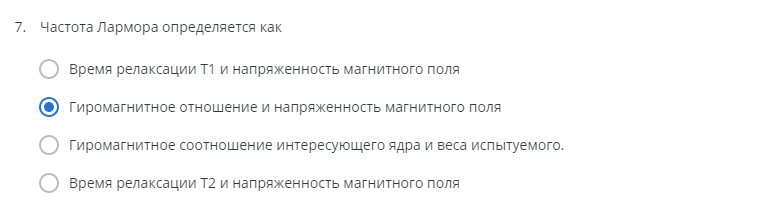 7. Частота Лармора определяется как
Время релаксации T1 и напряженность магнитного поля
Гиромагнитное отношение и напряженность магнитного поля
Гиромагнитное соотношение интересующего ядра и веса испытуемого.
Время релаксации T2 и напряженность магнитного поля